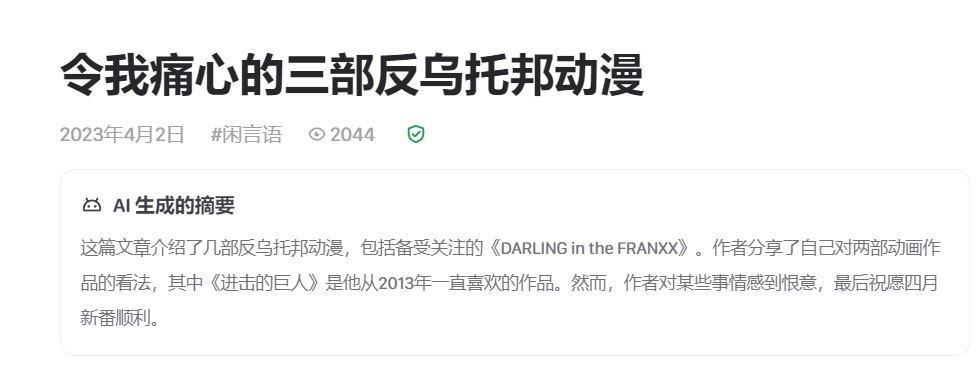 令我痛心的三部反乌托邦动漫
2023年4月2日 #闲言语 2044
AI 生成的摘要
这篇文章介绍了几部反乌托邦动漫，包括备受关注的《DARLING in the FRANXX》。作者分享了自己对两部动画作
品的看法，其中《进击的巨人》是他从2013年一直喜欢的作品。然而，作者对某些事情感到恨意，最后祝愿四月
新番顺利。